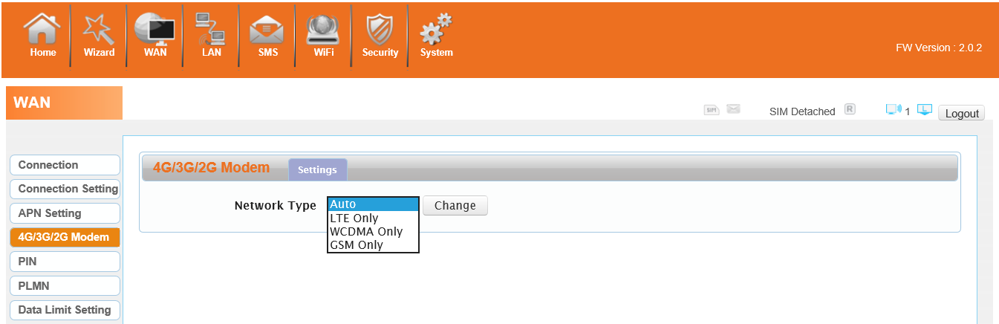 Home Wizard WAN LAN SMS WiFi Security System
FW Version : 2.0.2
WAN
SIM SIM Detached R 1 L Logout
Connection
Connection Setting
APN Setting
4G/3G/2G Modem
PIN
PLMN
Data Limit Setting
4G/3G/2G Modem Settings
Network Type Auto Change
LTE Only
WCDMA Only
GSM Only